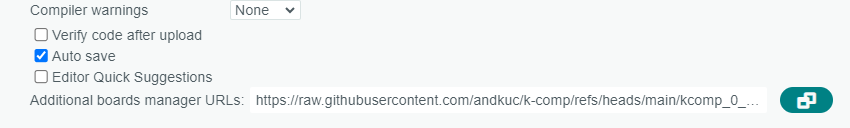 Compiler warnings None
Verify code after upload
Auto save
Editor Quick Suggestions
Additional boards manager URLs: https://raw.githubusercontent.com/andkuc/k-comp/refs/heads/main/kcomp_0_...